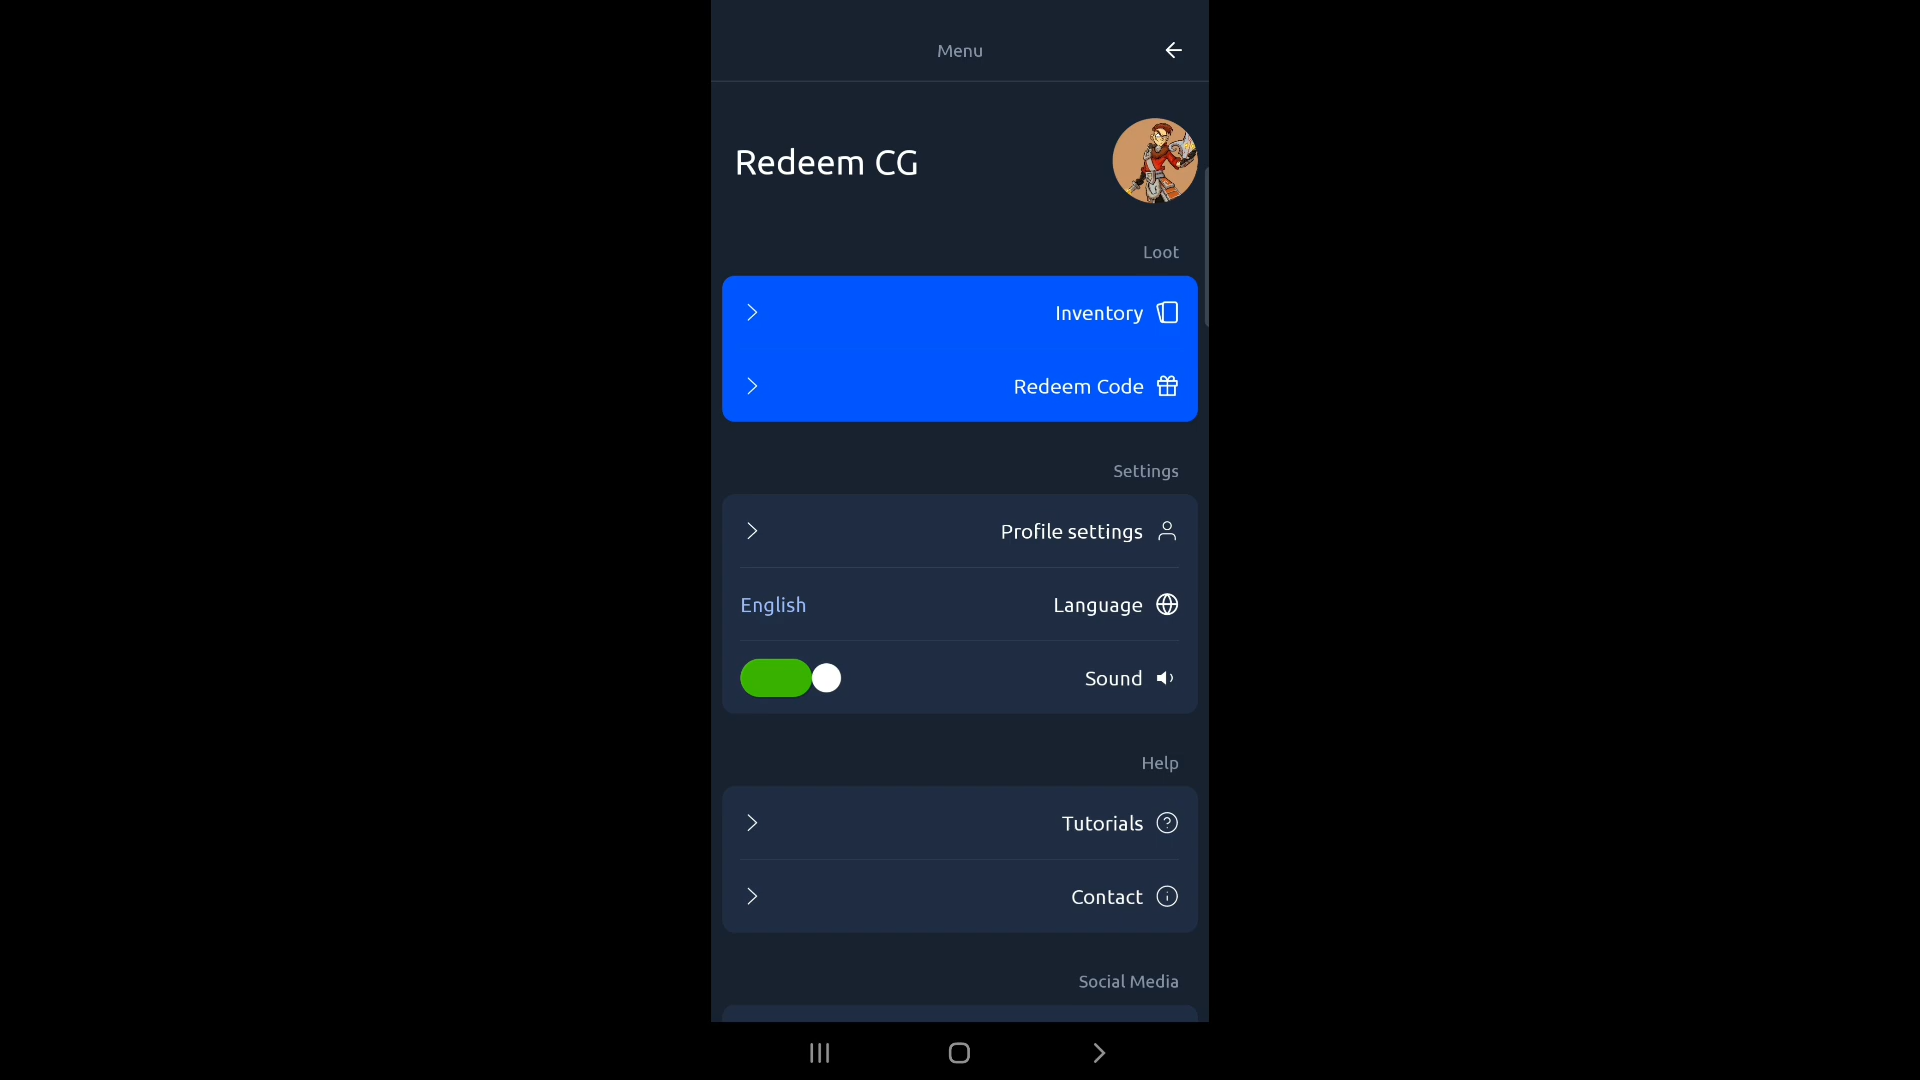 Menu
Redeem CG
Loot
Inventory
Redeem Code
Settings
Profile settings
English Language
Sound
Help
Tutorials
Contact
Social Media